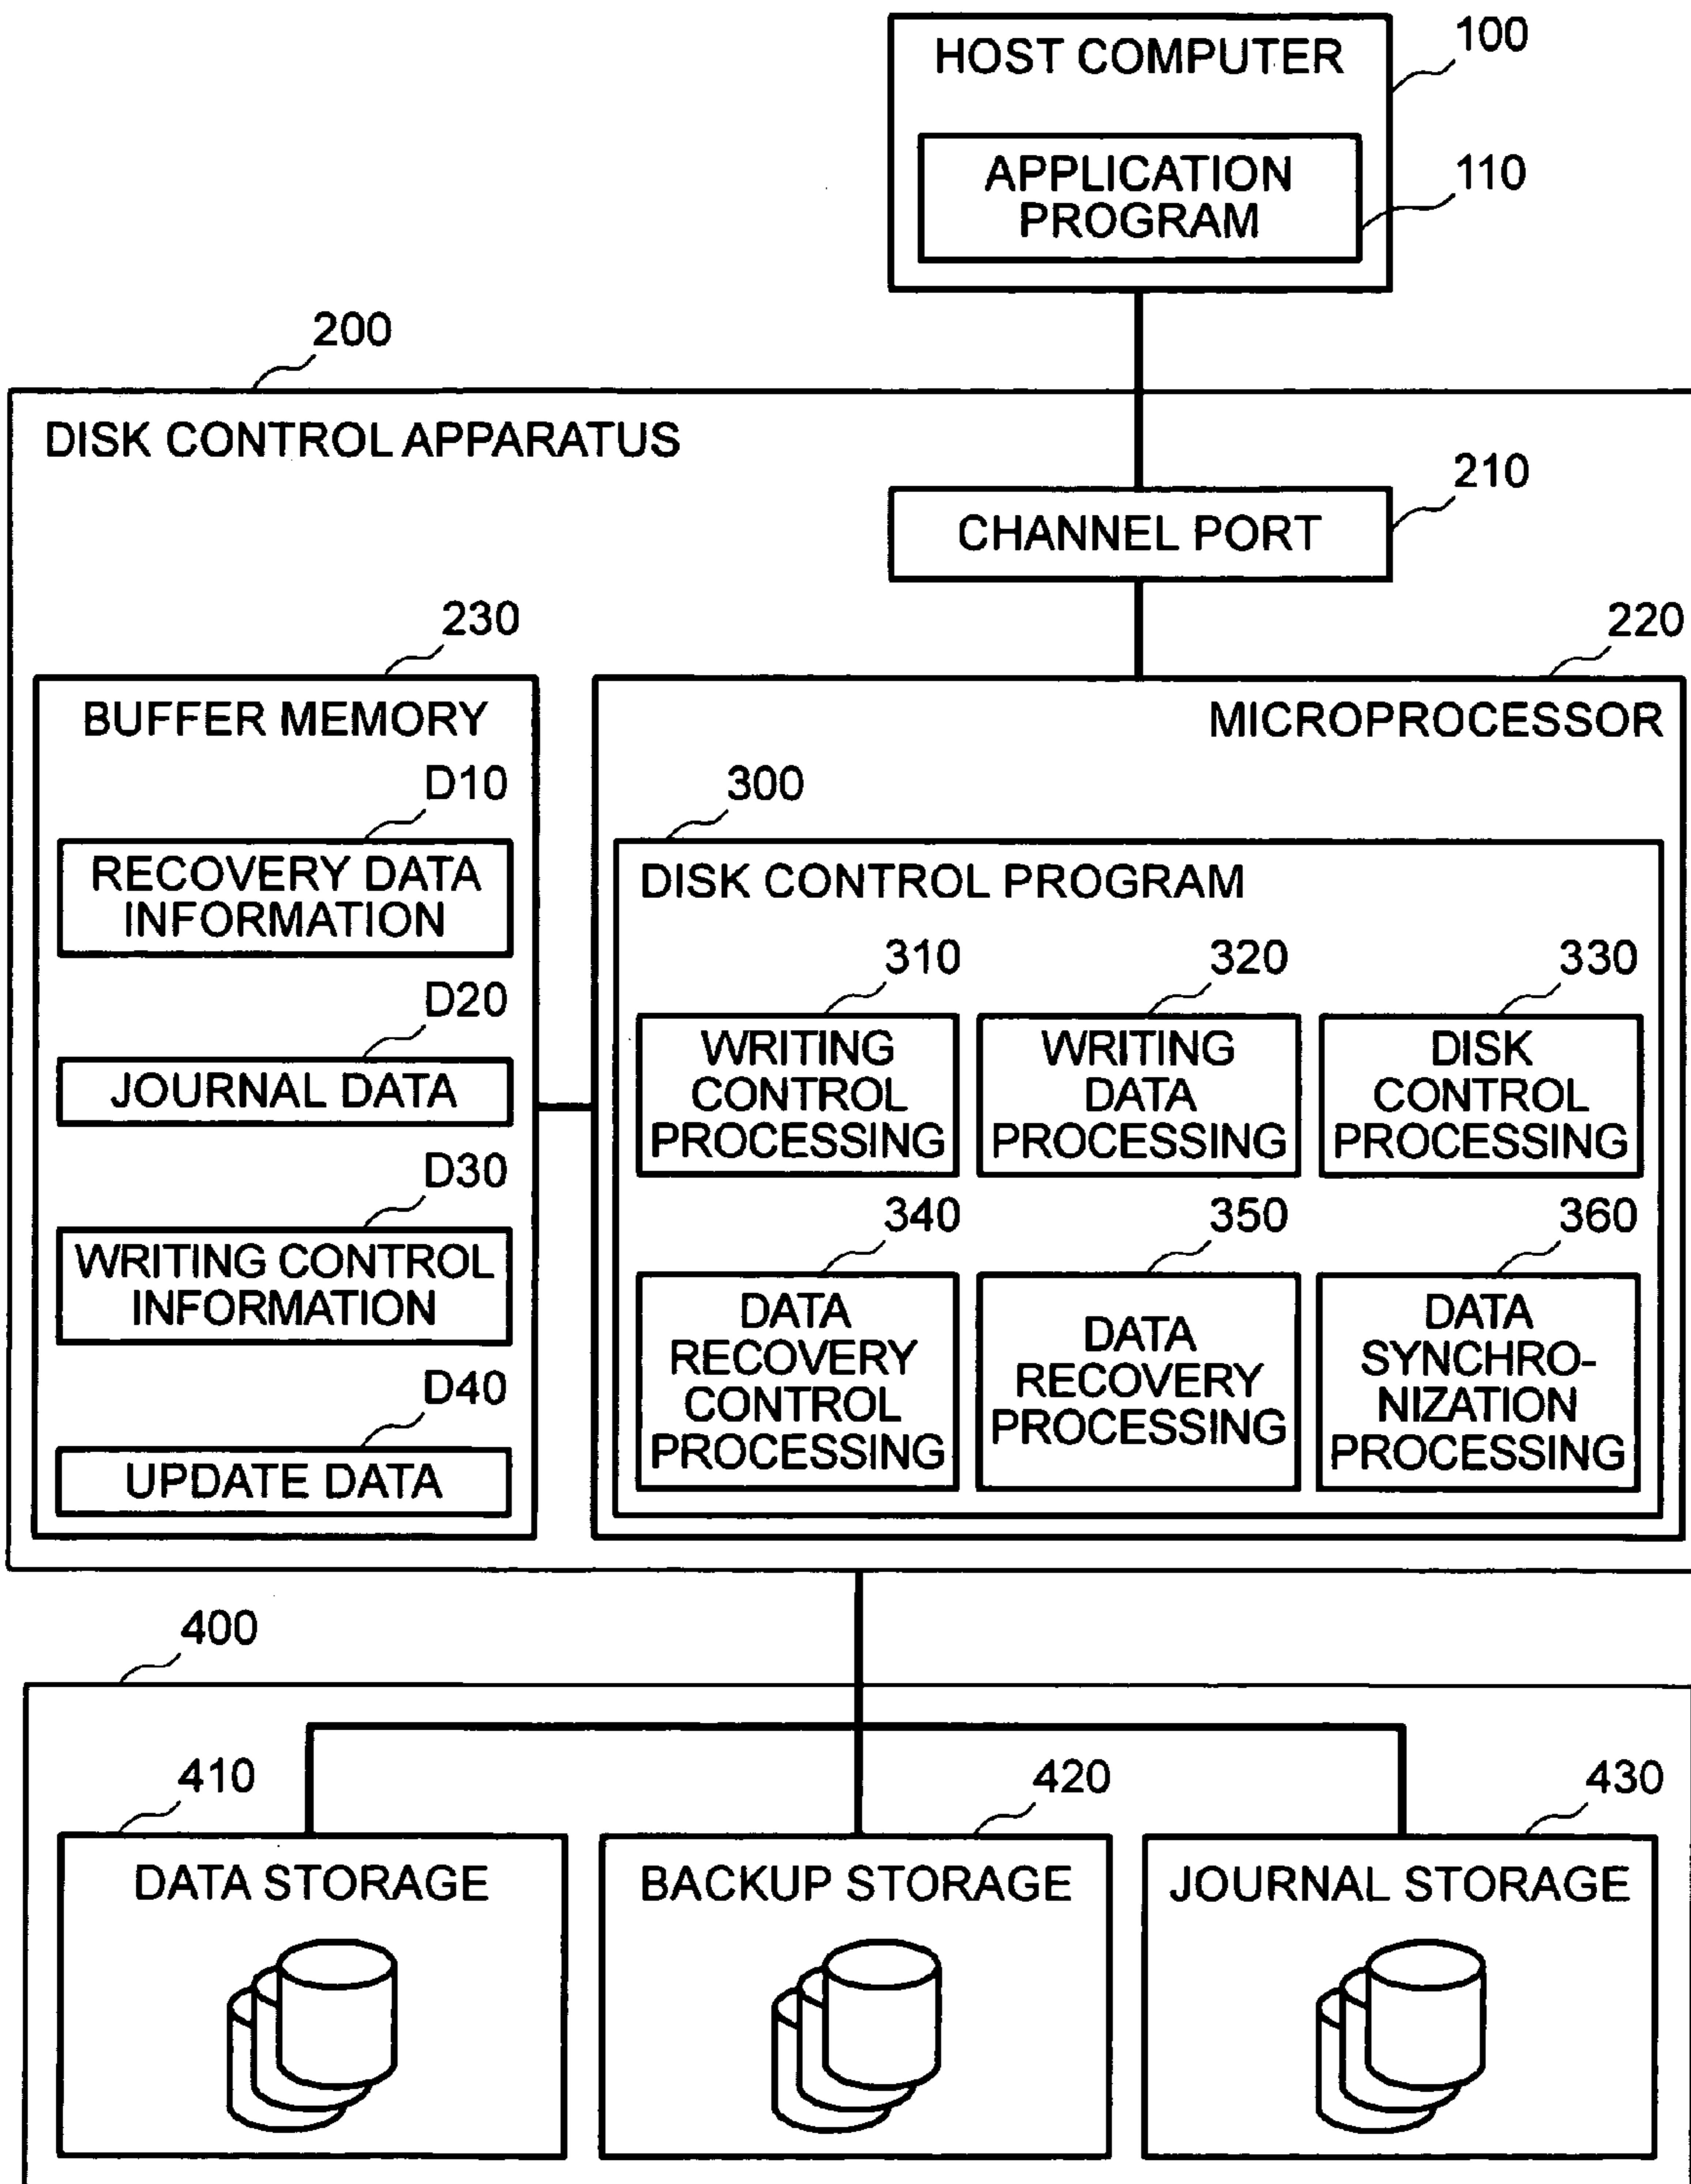 100
HOST COMPUTER
110
APPLICATION
PROGRAM
200
DISK CONTROL APPARATUS
210
CHANNEL PORT
230
220
BUFFER MEMORY
MICROPROCESSOR
D10
RECOVERY DATA
INFORMATION
D20
JOURNAL DATA
D30
WRITING CONTROL
INFORMATION
D40
UPDATE DATA
300
DISK CONTROL PROGRAM
310
WRITING
CONTROL
PROCESSING
320
WRITING
DATA
PROCESSING
330
DISK
CONTROL
PROCESSING
340
DATA
RECOVERY
CONTROL
PROCESSING
350
DATA
RECOVERY
PROCESSING
360
DATA
SYNCHRO-
NIZATION
PROCESSING
400
410
DATA STORAGE
420
BACKUP STORAGE
430
JOURNAL STORAGE